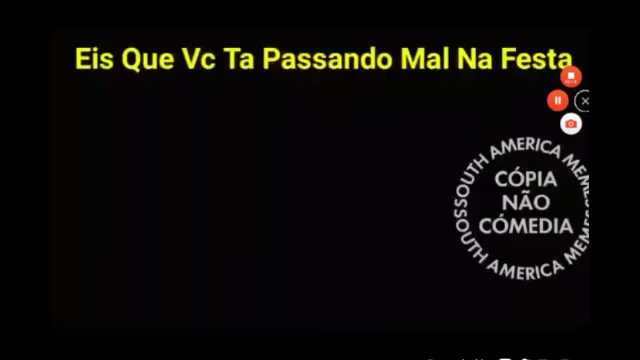 Eis Que Vc Ta Passando Mal Na Festa
SOUTH AMERICA MEMES
CÓPIA
NÃO
CÓMEDIA
SOUTH AMERICA MEMES